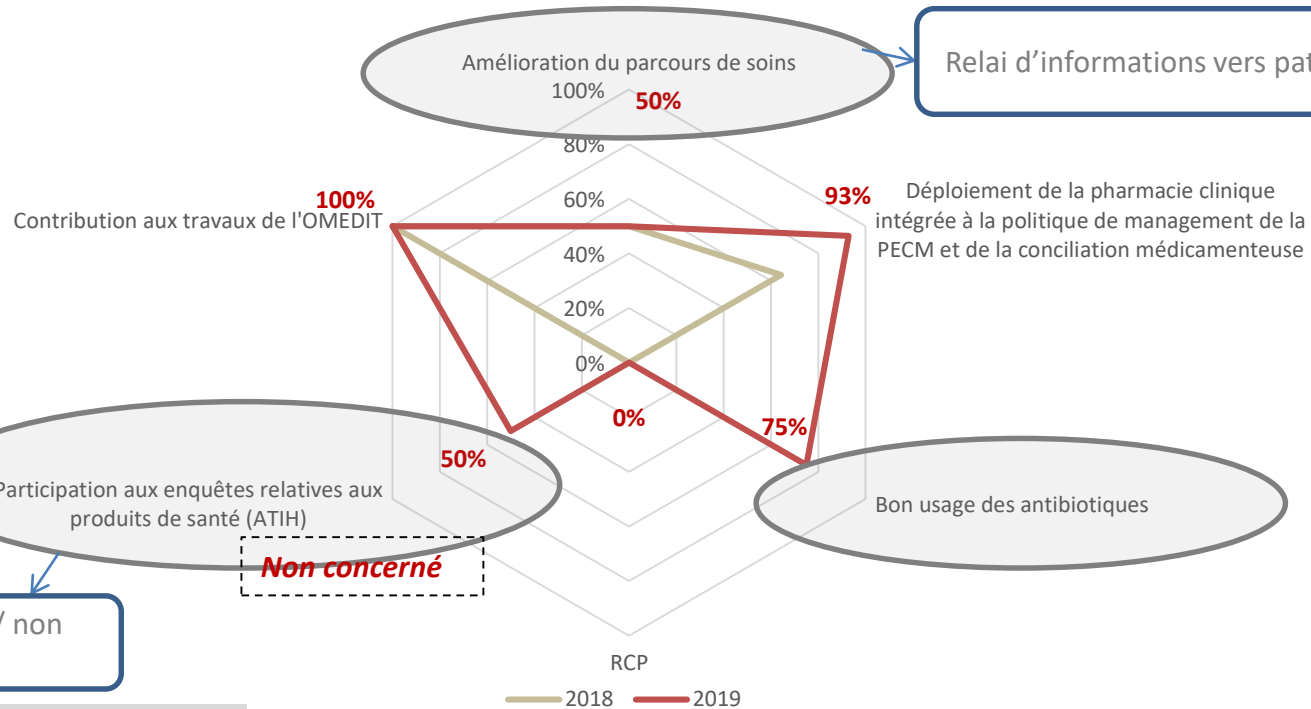 Amélioration du parcours de soins
Relai d'informations vers
100%
50%
80%
60%
40%
20%
0%
100%
Contribution aux travaux de l'OMEDIT
93%
Déploiement de la pharmacie clinique
intégrée à la politique de management de la
PECM et de la conciliation médicamenteuse
0%
75%
50%
Participation aux enquêtes relatives aux
produits de santé (ATIH)
Bon usage des antibiotiques
Non concerné
/ non
RCP
2018
2019